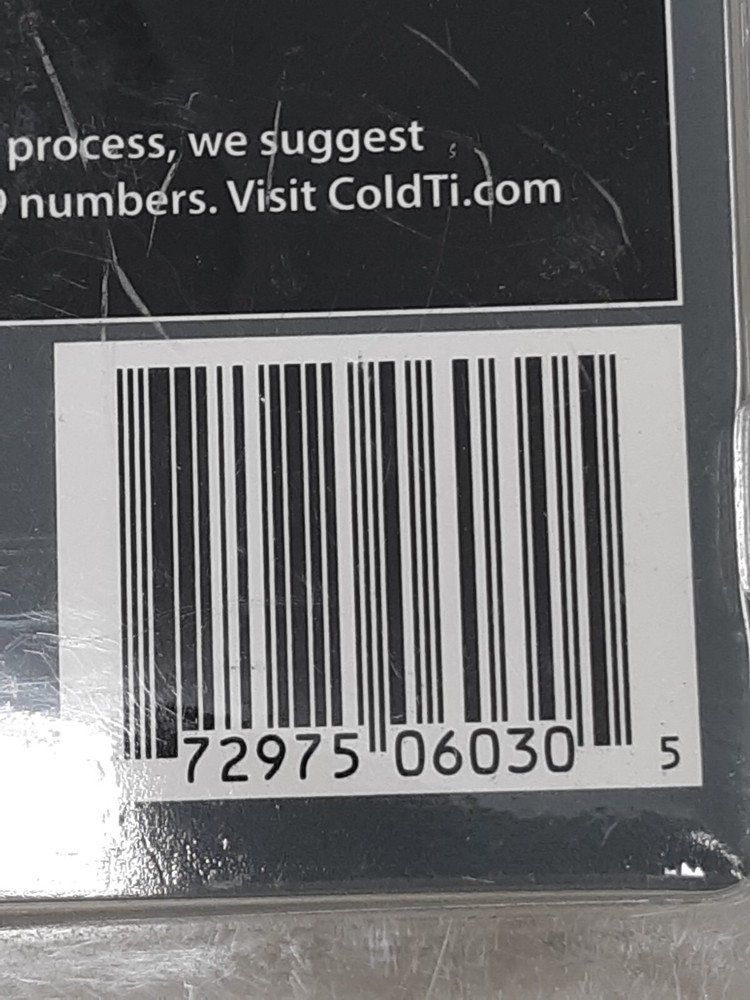 process, we suggest
numbers. Visit ColdTi.com
72975 06030 5